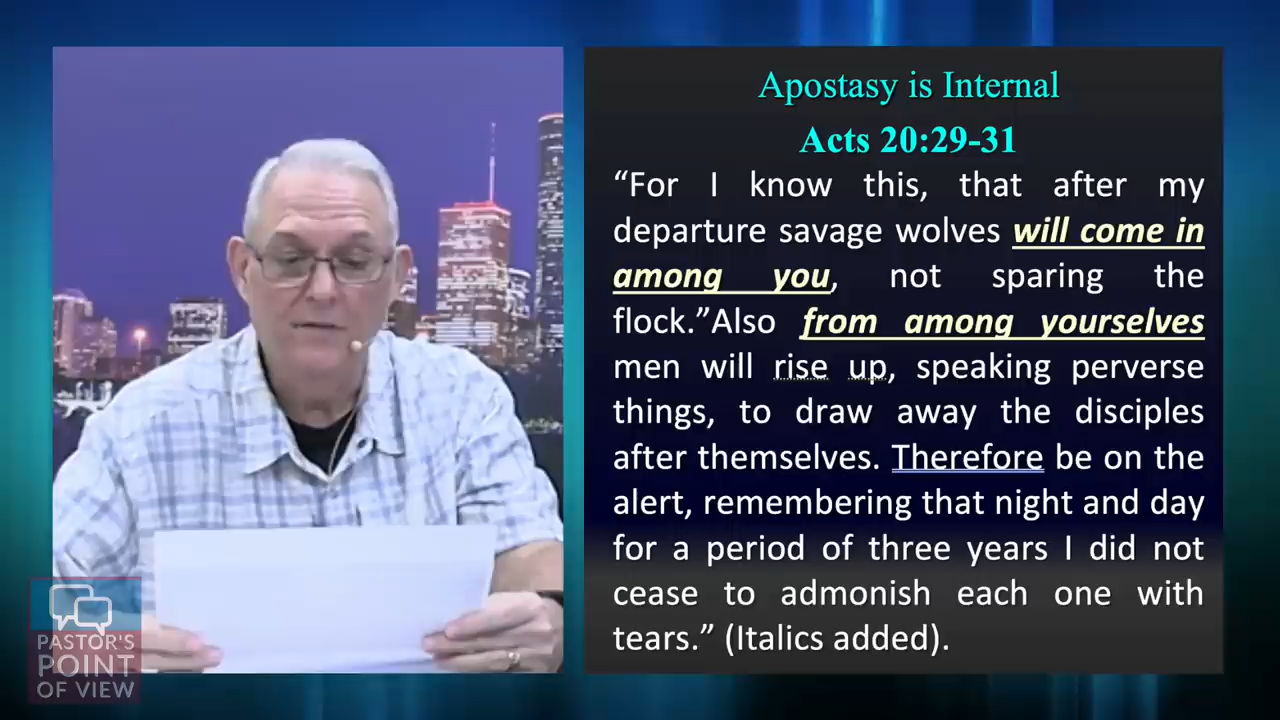 Apostasy is Internal
Acts 20:29-31
“For I know this, that after my
departure savage wolves will come in
among you, not sparing the
flock.”Also from among yourselves
men will rise up, speaking perverse
things, to draw away the disciples
after themselves. Therefore be on the
alert, remembering that night and day
for a period of three years I did not
cease to admonish each one with
tears.” (Italics added).
PASTOR'S
POINT
OF VIEW